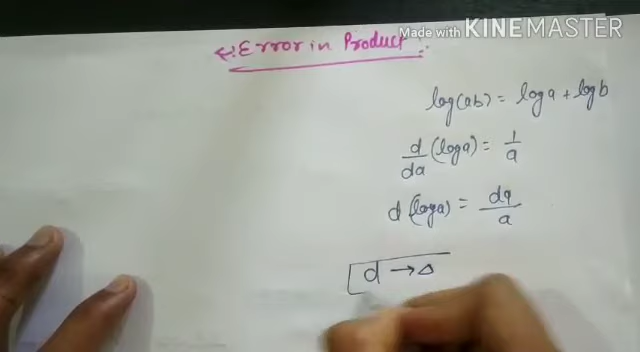 Made with KINEMASTER
Error in Product :
log(ab) = log a + log b
d/da (log a) = 1/a
d (log a) = da/a
d → Δ